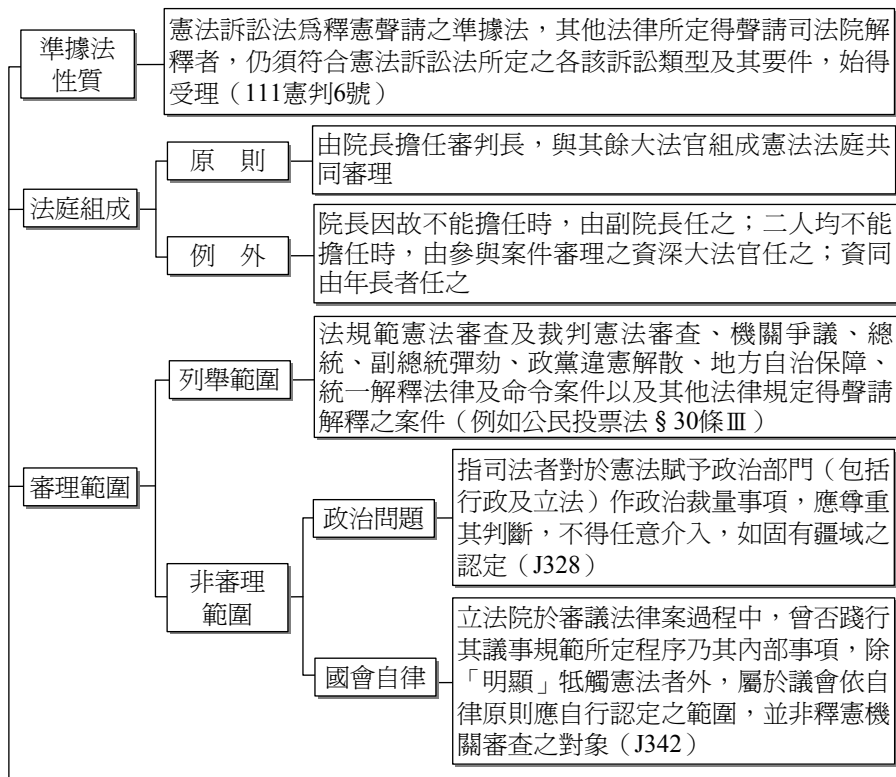 準據法
性質
憲法訴訟法爲釋憲聲請之準據法，其他法律所定得聲請司法院解
釋者，仍須符合憲法訴訟法所定之各該訴訟類型及其要件，始得
受理（111憲判6號）
法庭組成
原　則
由院長擔任審判長，與其餘大法官組成憲法法庭共
同審理
例　外
院長因故不能擔任時，由副院長任之；二人均不能
擔任時，由參與案件審理之資深大法官任之；資同
由年長者任之
審理範圍
列舉範圍
法規範憲法審查及裁判憲法審查、機關爭議、總
統、副總統彈劾、政黨違憲解散、地方自治保障、
統一解釋法律及命令案件以及其他法律規定得聲請
解釋之案件（例如公民投票法§30條Ⅲ）
非審理
範圍
政治問題
指司法者對於憲法賦予政治部門（包括
行政及立法）作政治裁量事項，應尊重
其判斷，不得任意介入，如固有疆域之
認定（J328）
國會自律
立法院於審議法律案過程中，曾否踐行
其議事規範所定程序乃其內部事項，除
「明顯」牴觸憲法者外，屬於議會依自
律原則應自行認定之範圍，並非釋憲機
關審查之對象（J342）